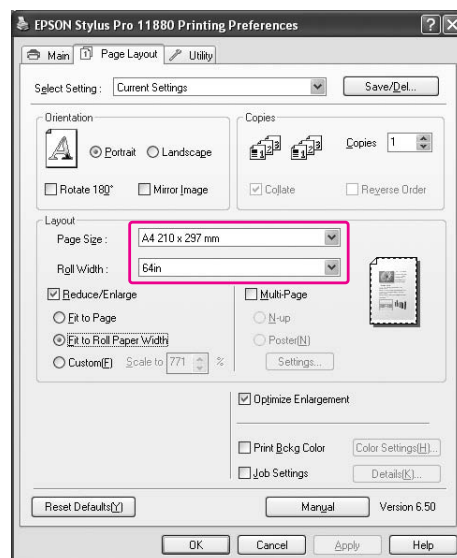 EPSON Stylus Pro 11880 Printing Preferences
Main Page Layout Utility
Select Setting : Current Settings Save/Del...
Orientation Copies
Portrait Landscape Copies 1
Rotate 180° Mirror Image Collate Reverse Order
Layout
Page Size : A4 210 x 297 mm
Roll Width : 64in
Reduce/Enlarge Multi-Page
Fit to Page N-up
Fit to Roll Paper Width Poster(N)
Custom(F) Scale to 771 % Settings...
Optimize Enlargement
Print Bckg Color Color Settings(H)...
Job Settings Details(K)...
Reset Defaults(Y) Manual Version 6.50
OK Cancel Apply Help